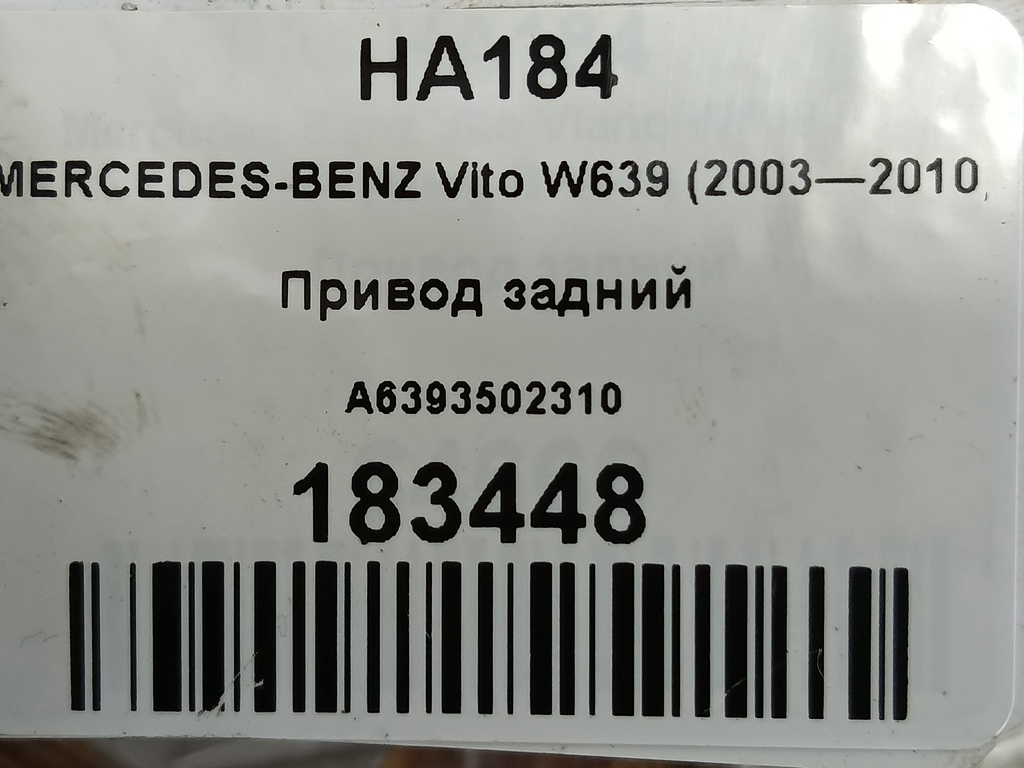 HA184
MERCEDES-BENZ Vito W639 (2003—2010
Привод задний
A6393502310
183448